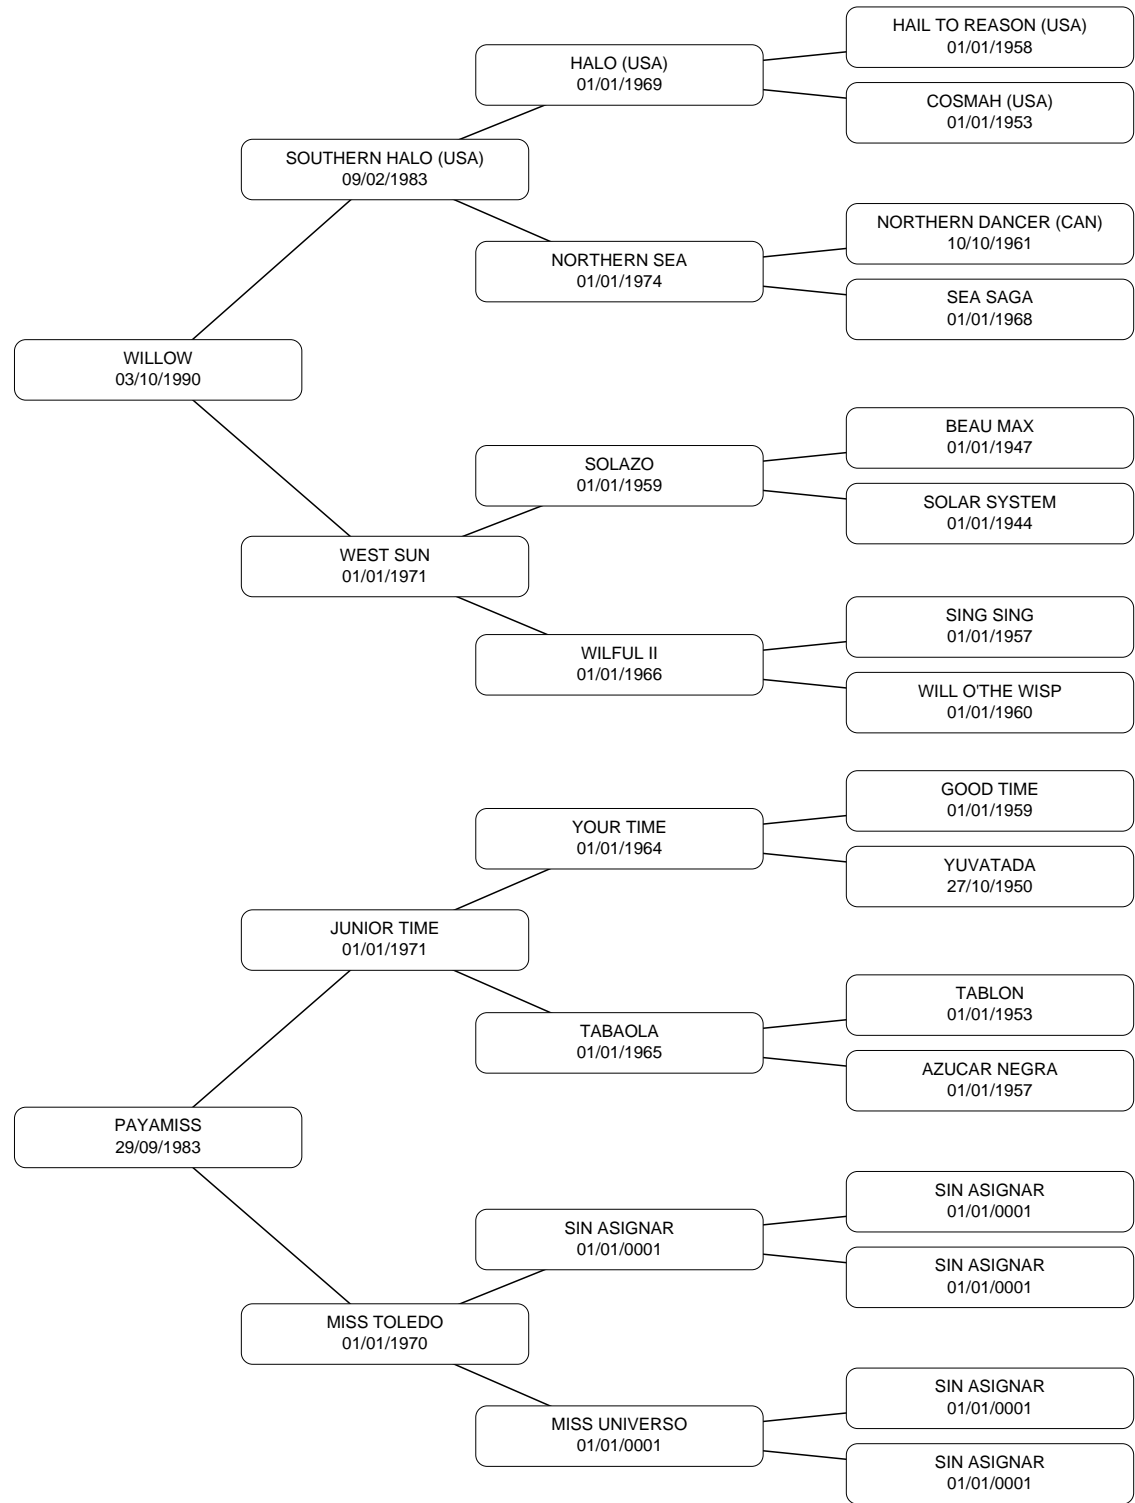 HAIL TO REASON (USA)
01/01/1958
HALO (USA)
01/01/1969
COSMAH (USA)
01/01/1953
SOUTHERN HALO (USA)
09/02/1983
NORTHERN DANCER (CAN)
10/10/1961
NORTHERN SEA
01/01/1974
SEA SAGA
01/01/1968
WILLOW
03/10/1990
BEAU MAX
01/01/1947
SOLAZO
01/01/1959
SOLAR SYSTEM
01/01/1944
WEST SUN
01/01/1971
SING SING
01/01/1957
WILFUL II
01/01/1966
WILL O'THE WISP
01/01/1960
GOOD TIME
01/01/1959
YOUR TIME
01/01/1964
YUVATADA
27/10/1950
JUNIOR TIME
01/01/1971
TABLON
01/01/1953
TABAOLA
01/01/1965
AZUCAR NEGRA
01/01/1957
PAYAMISS
29/09/1983
SIN ASIGNAR
01/01/0001
SIN ASIGNAR
01/01/0001
SIN ASIGNAR
01/01/0001
MISS TOLEDO
01/01/1970
SIN ASIGNAR
01/01/0001
MISS UNIVERSO
01/01/0001
SIN ASIGNAR
01/01/0001